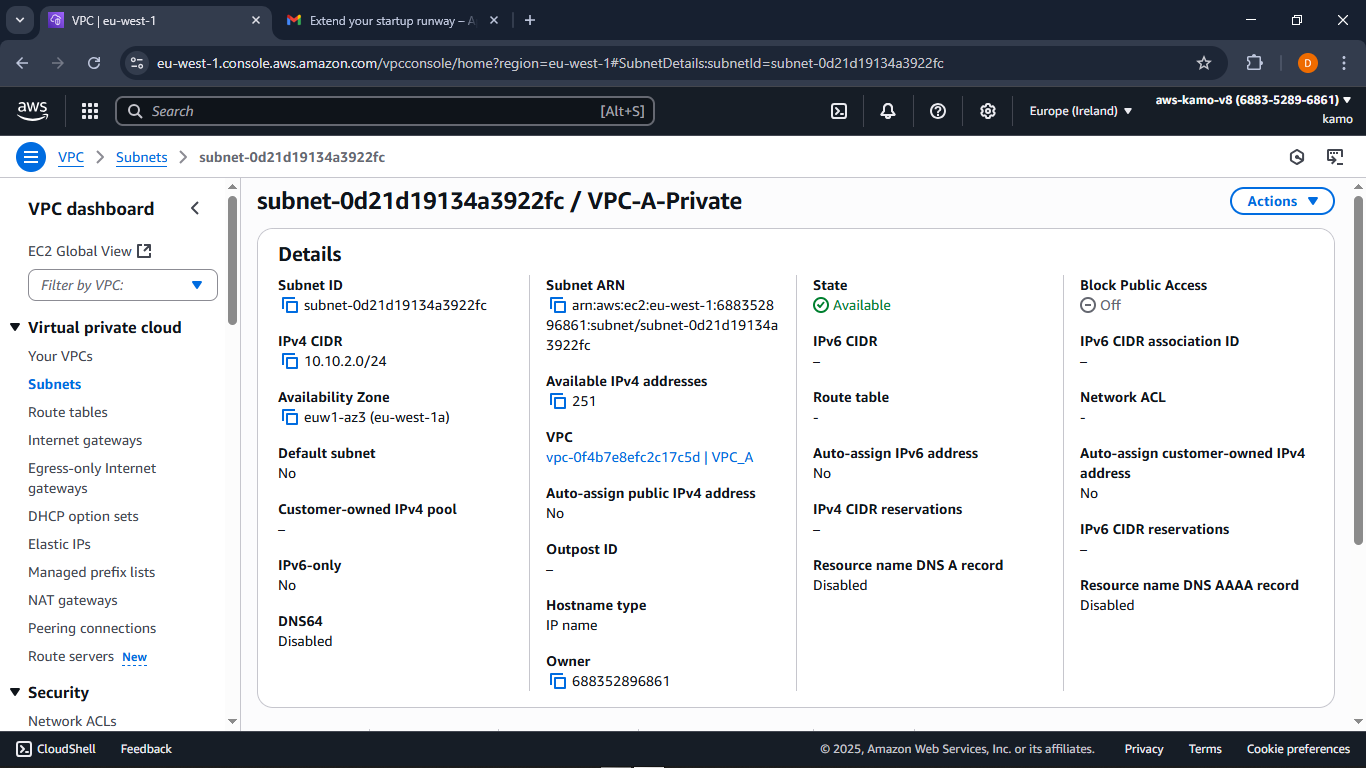 VPC | eu-west-1
Extend your startup runway – A
eu-west-1.console.aws.amazon.com/vpcconsole/home?region=eu-west-1#SubnetDetails:subnetId=subnet-0d21d19134a3922fc
D
aws
Search
[Alt+S]
Europe (Ireland)
aws-kamo-v8 (6883-5289-6861)
kamo
VPC
Subnets
subnet-0d21d19134a3922fc
VPC dashboard
EC2 Global View
Filter by VPC:
Virtual private cloud
Your VPCs
Subnets
Route tables
Internet gateways
Egress-only Internet
gateways
DHCP option sets
Elastic IPs
Managed prefix lists
NAT gateways
Peering connections
Route servers New
Security
Network ACLs
subnet-0d21d19134a3922fc / VPC-A-Private
Actions
Details
Subnet ID
subnet-0d21d19134a3922fc
IPv4 CIDR
10.10.2.0/24
Availability Zone
euw1-az3 (eu-west-1a)
Default subnet
No
Customer-owned IPv4 pool
–
IPv6-only
No
DNS64
Disabled
Subnet ARN
arn:aws:ec2:eu-west-1:6883528
96861:subnet/subnet-0d21d19134a
3922fc
Available IPv4 addresses
251
VPC
vpc-0f4b7e8efc2c17c5d | VPC_A
Auto-assign public IPv4 address
No
Outpost ID
–
Hostname type
IP name
Owner
688352896861
State
Available
IPv6 CIDR
–
Route table
-
Auto-assign IPv6 address
No
IPv4 CIDR reservations
–
Resource name DNS A record
Disabled
Block Public Access
Off
IPv6 CIDR association ID
–
Network ACL
-
Auto-assign customer-owned IPv4
address
No
IPv6 CIDR reservations
–
Resource name DNS AAAA record
Disabled
CloudShell
Feedback
© 2025, Amazon Web Services, Inc. or its affiliates.
Privacy
Terms
Cookie preferences